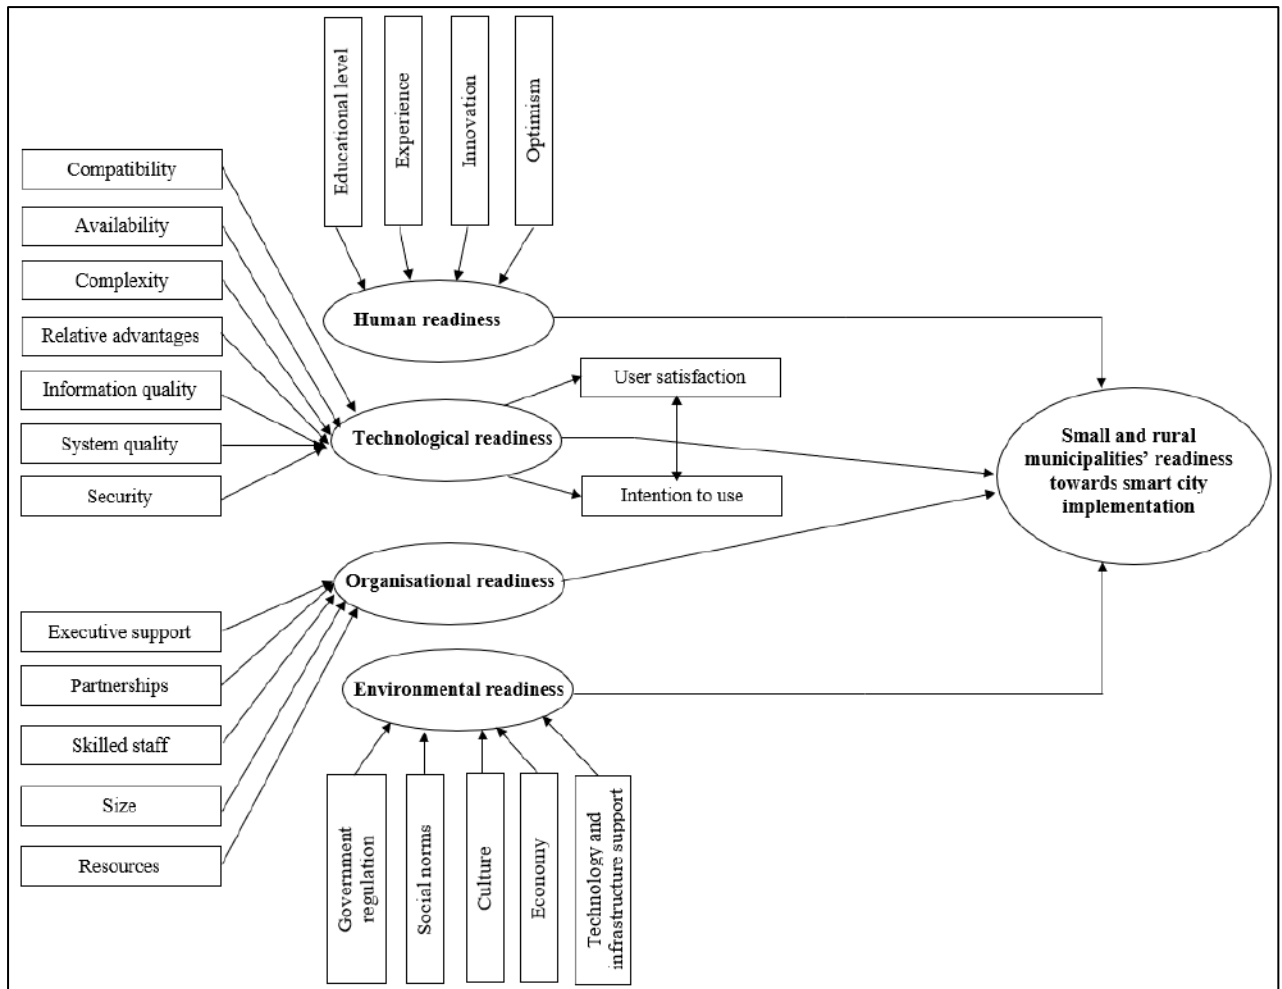 Educational level
Experience
Innovation
Optimism
Compatibility
Availability
Complexity
Relative advantages
Information quality
System quality
Security
Human readiness
User satisfaction
Technological readiness
Intention to use
Small and rural
municipalities’ readiness
towards smart city
implementation
Organisational readiness
Executive support
Partnerships
Skilled staff
Size
Resources
Environmental readiness
Government
regulation
Social norms
Culture
Economy
Technology and
infrastructure support